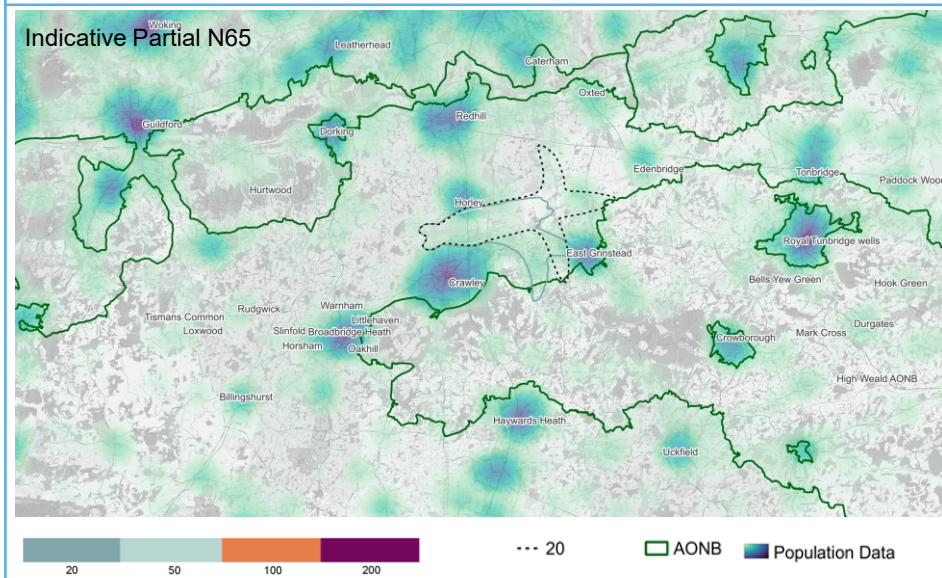 Indicative Partial N65
Woking
Leatherhead
Caterham
Oxted
Guildford
Redhill
Dorking
Edenbridge
Tonbridge
Paddock Wood
Hurtwood
Horley
Royal Tunbridge wells
East Grinstead
Crawley
Bells Yew Green
Hook Green
Warnham
Rudgwick
Tismans Common
Littlehaven
Loxwood
Slinfold
Broadbridge Heath
Durgates
Mark Cross
Crowborough
Horsham
Oakhill
High Weald AONB
Billingshurst
Haywards Heath
Uckfield
20 AONB Population Data
20 50 100 200